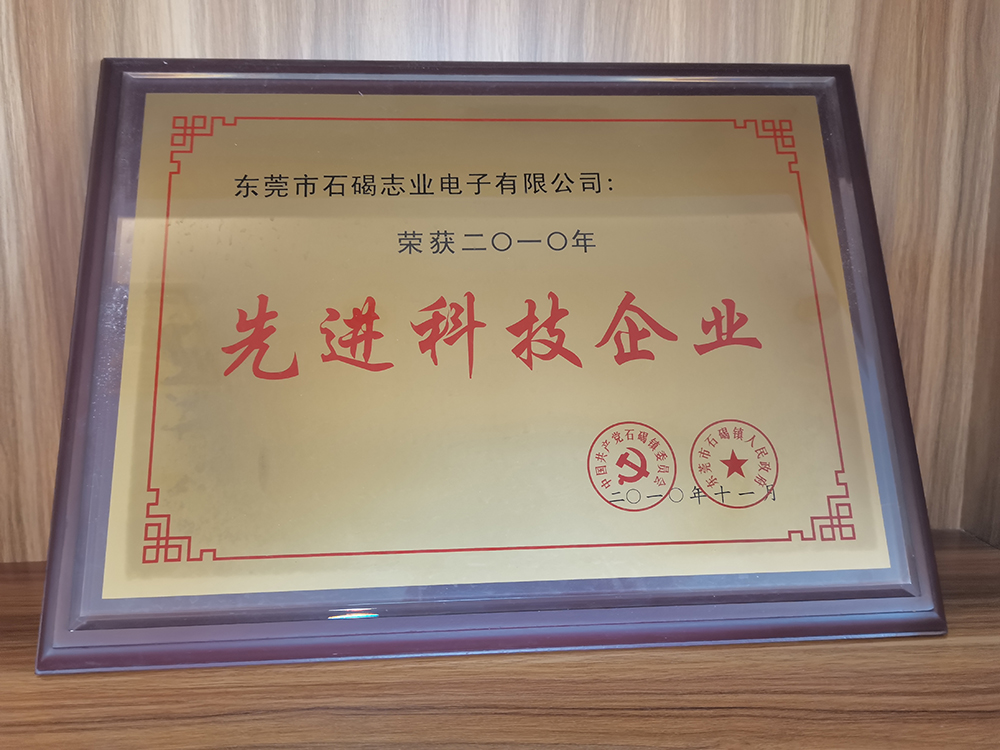 东莞市石碣志业电子有限公司:
荣获二〇一〇年
先进科技企业
中国共产党石碣镇委员会
东莞市石碣镇人民政府
二〇一〇年十一月